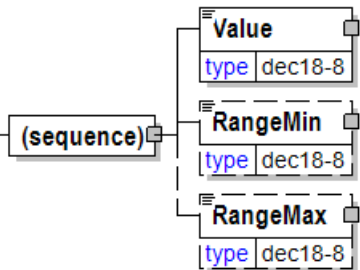 Value
type dec18-8
(sequence)
RangeMin
type dec18-8
RangeMax
type dec18-8